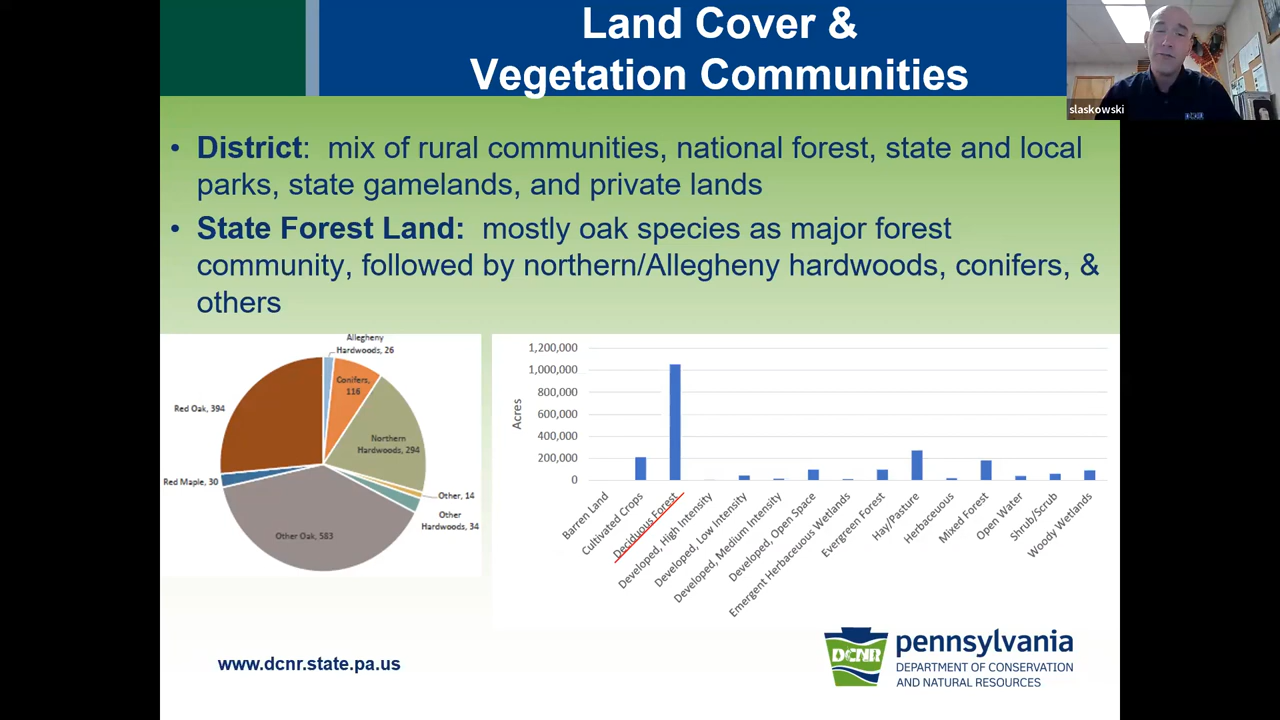 Land Cover &
Vegetation Communities
slaskowski
• District: mix of rural communities, national forest, state and local
parks, state gamelands, and private lands
• State Forest Land: mostly oak species as major forest
community, followed by northern/Allegheny hardwoods, conifers, &
others
Allegheny
Hardwoods, 26
Conifers,
116
Red Oak, 394
Northern
Hardwoods, 294
Red Maple, 30
Other, 14
Other
Hardwoods, 34
Other Oak, 583
1,200,000
1,000,000
800,000
600,000
400,000
200,000
0
Acres
Barren Land
Cultivated Crops
Deciduous Forest
Developed, High Intensity
Developed, Low Intensity
Developed, Medium Intensity
Developed, Open Space
Emergent Herbaceous Wetlands
Evergreen Forest
Hay/Pasture
Herbaceous
Mixed Forest
Open Water
Shrub/Scrub
Woody Wetlands
www.dcnr.state.pa.us
DCNR
pennsylvania
DEPARTMENT OF CONSERVATION
AND NATURAL RESOURCES